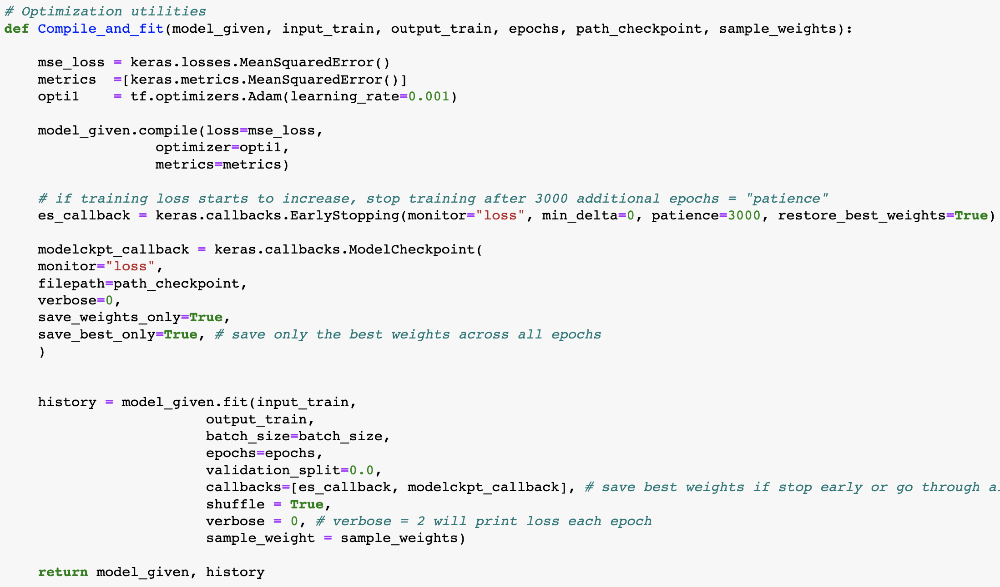 # Optimization utilities
def Compile_and_fit(model_given, input_train, output_train, epochs, path_checkpoint, sample_weights):
mse_loss = keras.losses.MeanSquaredError()
metrics  =[keras.metrics.MeanSquaredError()]
opti1    = tf.optimizers.Adam(learning_rate=0.001)
model_given.compile(loss=mse_loss,
optimizer=opti1,
metrics=metrics)
# if training loss starts to increase, stop training after 3000 additional epochs = "patience"
es_callback = keras.callbacks.EarlyStopping(monitor="loss", min_delta=0, patience=3000, restore_best_weights=True)
modelckpt_callback = keras.callbacks.ModelCheckpoint(
monitor="loss",
filepath=path_checkpoint,
verbose=0,
save_weights_only=True,
save_best_only=True, # save only the best weights across all epochs
)
history = model_given.fit(input_train,
output_train,
batch_size=batch_size,
epochs=epochs,
validation_split=0.0,
callbacks=[es_callback, modelckpt_callback], # save best weights if stop early or go through
shuffle = True,
verbose = 0, # verbose = 2 will print loss each epoch
sample_weight = sample_weights)
return model_given, history